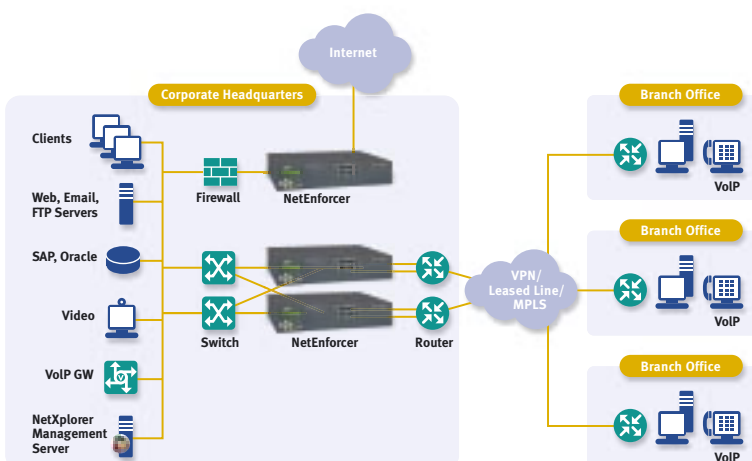 Internet
Corporate Headquarters
Branch Office
Clients
Web, Email,
FTP Servers
Firewall
NetEnforcer
VoIP
SAP, Oracle
Branch Office
VPN/
Leased Line/
MPLS
Video
Switch
NetEnforcer
Router
VoIP
VoIP GW
Branch Office
NetXplorer
Management
Server
VoIP